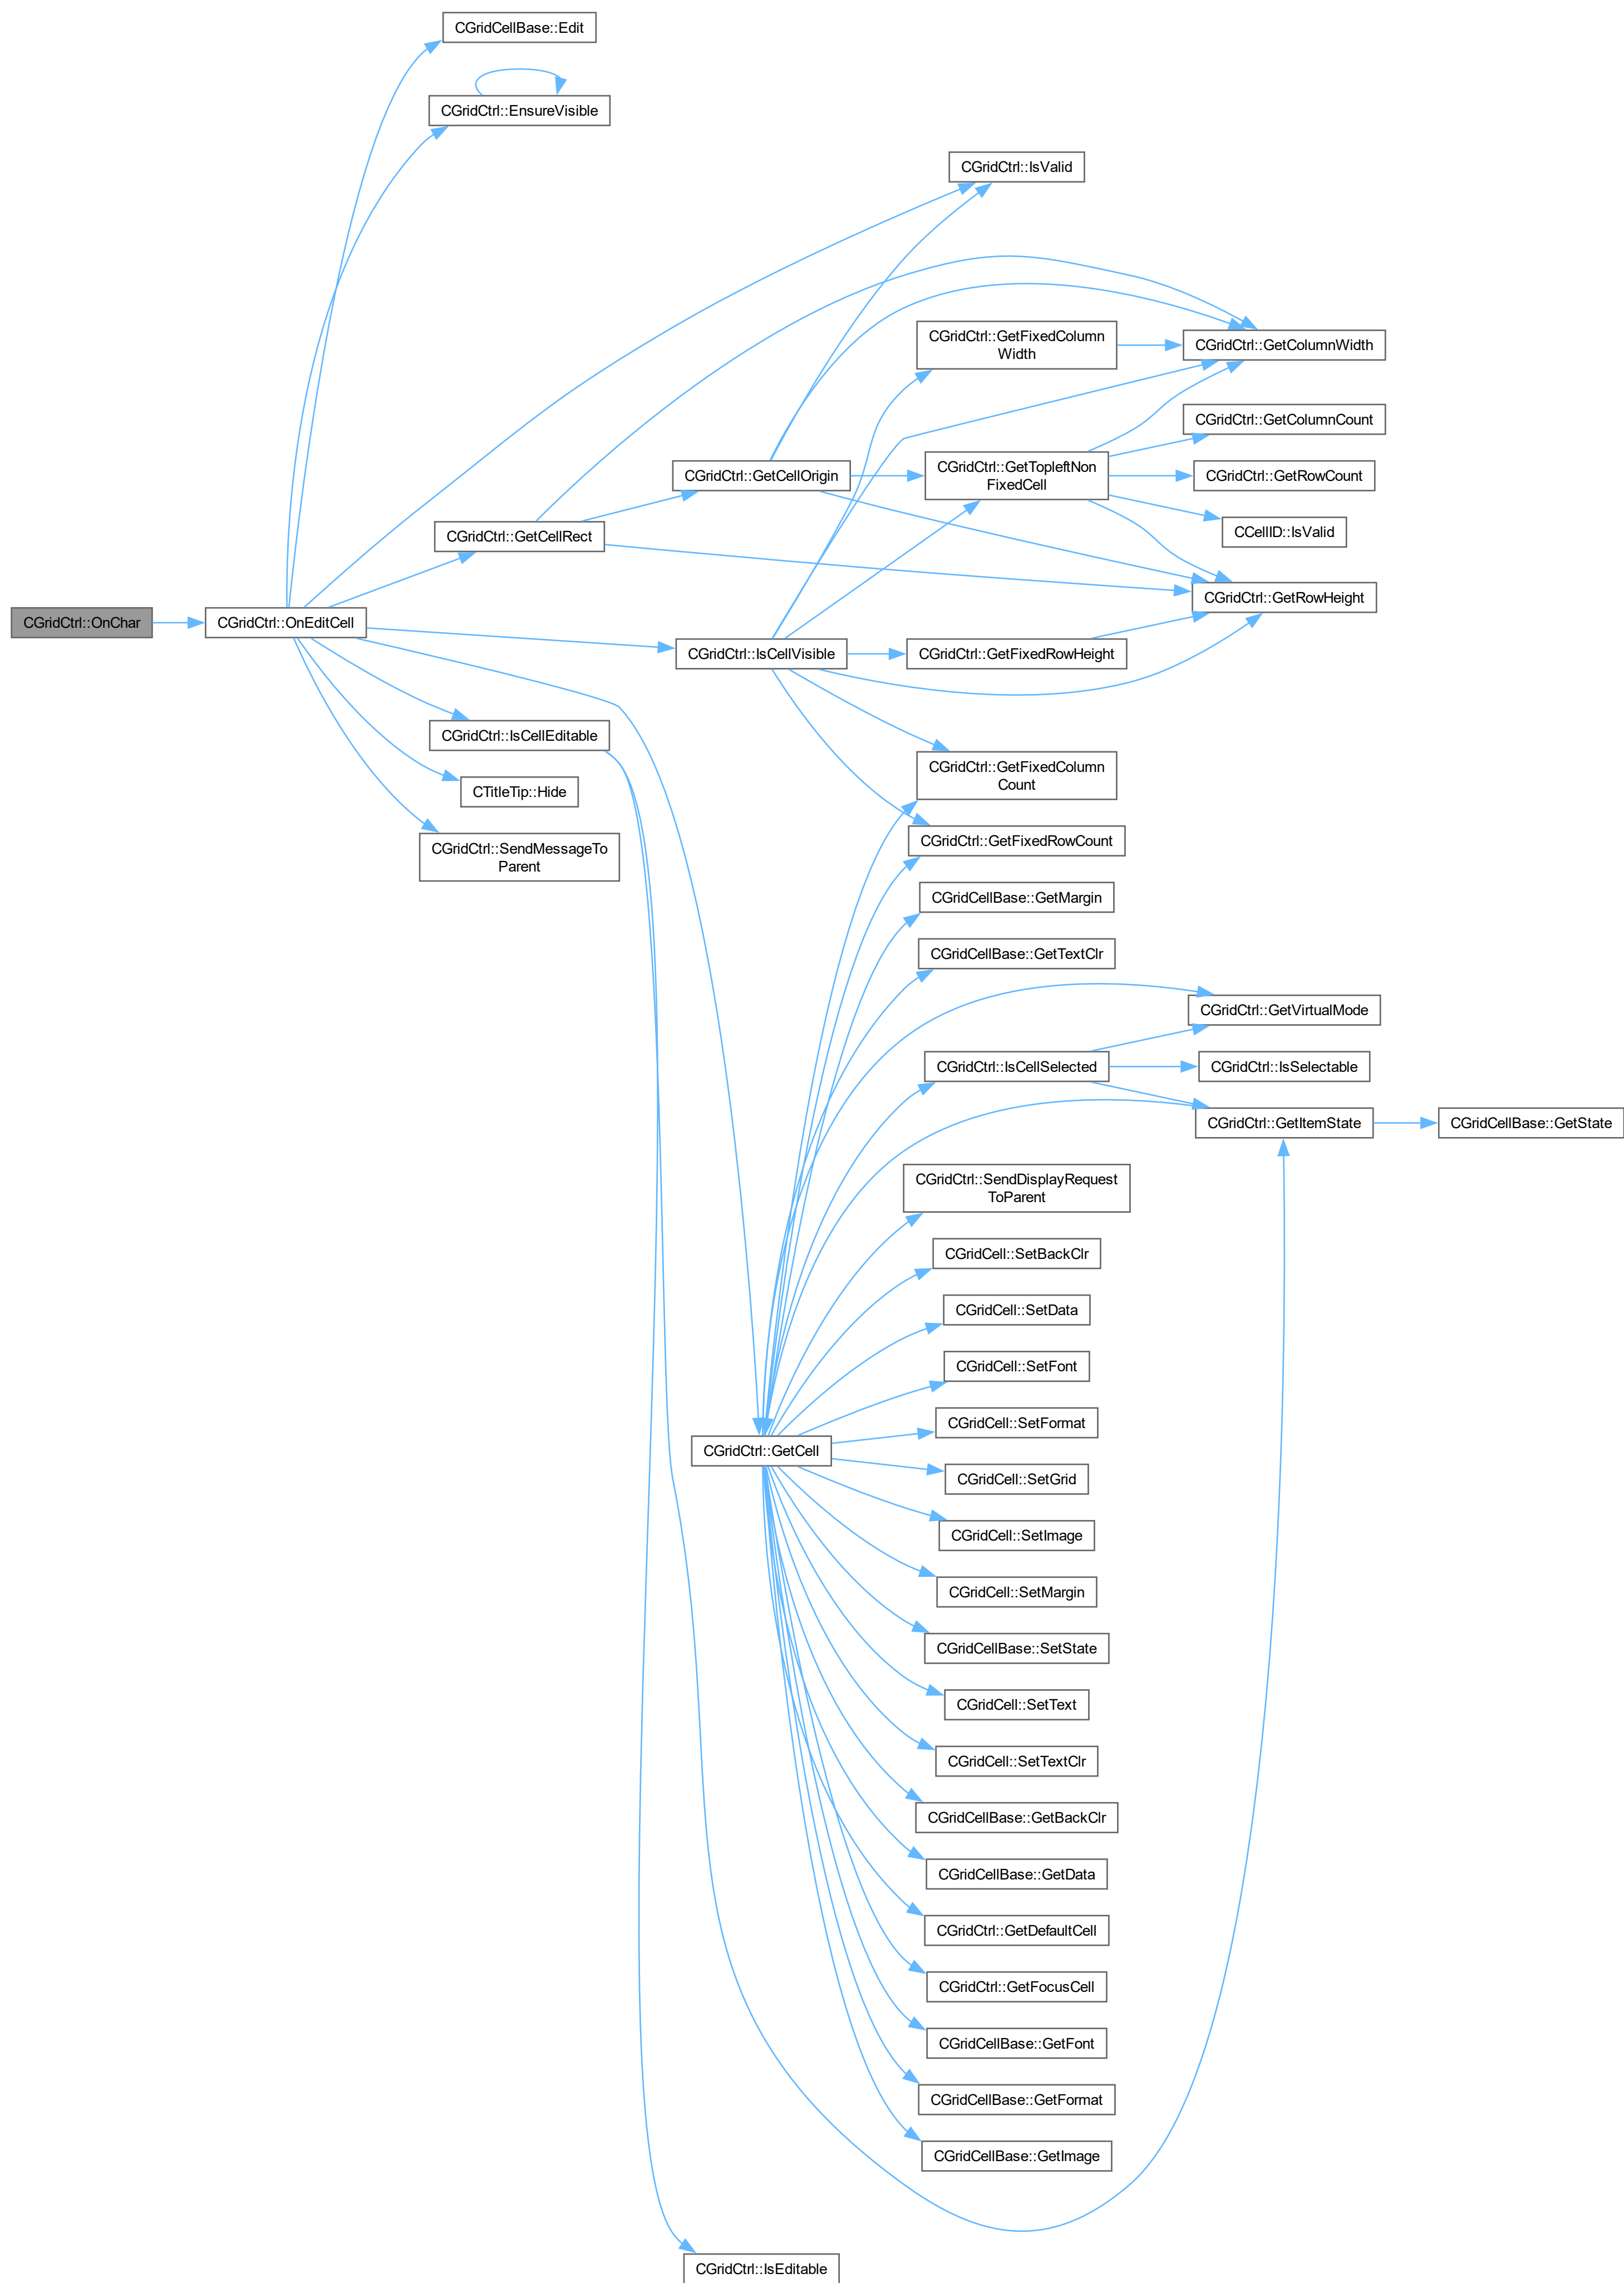 CGridCellBase::Edit
CGridCtrl::EnsureVisible
CGridCtrl::IsValid
CGridCtrl::GetFixedColumn
Width
CGridCtrl::GetColumnWidth
CGridCtrl::GetColumnCount
CGridCtrl::GetCellOrigin
CGridCtrl::GetTopleftNon
FixedCell
CGridCtrl::GetRowCount
CGridCtrl::GetCellRect
CCellID::IsValid
CGridCtrl::GetRowHeight
CGridCtrl::OnChar
CGridCtrl::OnEditCell
CGridCtrl::IsCellVisible
CGridCtrl::GetFixedRowHeight
CGridCtrl::IsCellEditable
CGridCtrl::GetFixedColumn
Count
CTitleTip::Hide
CGridCtrl::GetFixedRowCount
CGridCtrl::SendMessageTo
Parent
CGridCellBase::GetMargin
CGridCellBase::GetTextClr
CGridCtrl::GetVirtualMode
CGridCtrl::IsCellSelected
CGridCtrl::IsSelectable
CGridCtrl::GetItemState
CGridCellBase::GetState
CGridCtrl::SendDisplayRequest
ToParent
CGridCell::SetBackClr
CGridCell::SetData
CGridCell::SetFont
CGridCell::SetFormat
CGridCtrl::GetCell
CGridCell::SetGrid
CGridCell::SetImage
CGridCell::SetMargin
CGridCellBase::SetState
CGridCell::SetText
CGridCell::SetTextClr
CGridCellBase::GetBackClr
CGridCellBase::GetData
CGridCtrl::GetDefaultCell
CGridCtrl::GetFocusCell
CGridCellBase::GetFont
CGridCellBase::GetFormat
CGridCellBase::GetImage
CGridCtrl::IsEditable